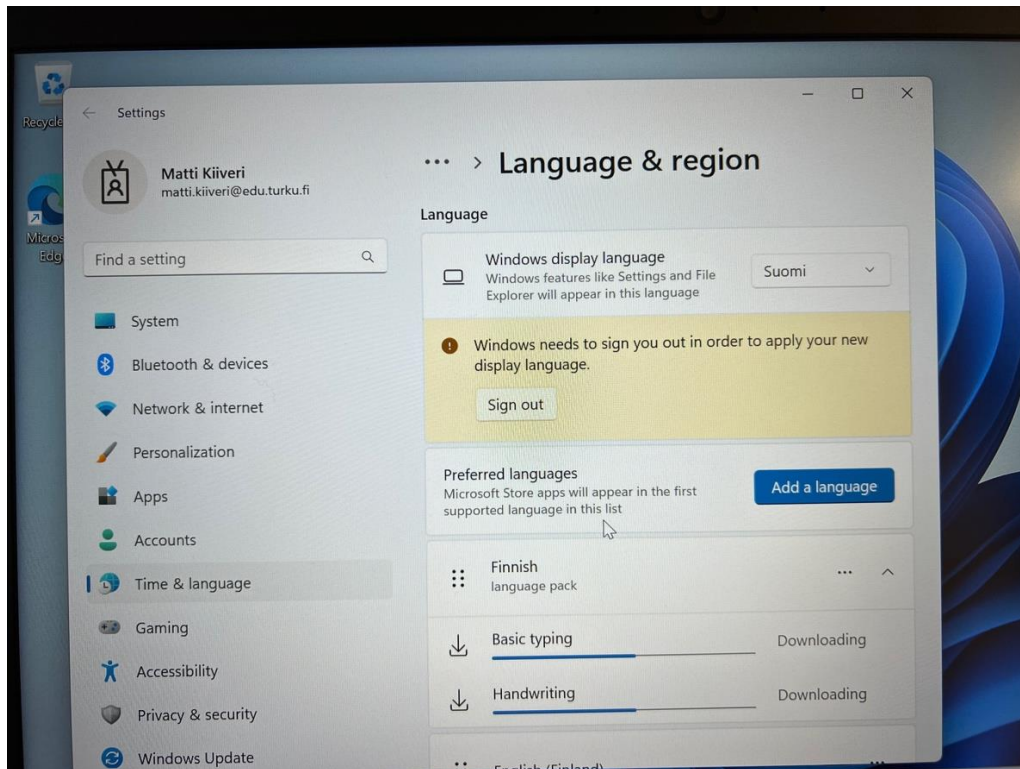 Recycle
Micros
Edg
Settings
Matti Kiiveri
matti.kiiveri@edu.turku.fi
Find a setting
System
Bluetooth & devices
Network & internet
Personalization
Apps
Accounts
Time & language
Gaming
Accessibility
Privacy & security
Windows Update
Language & region
Language
Windows display language
Windows features like Settings and File
Explorer will appear in this language
Suomi
Windows needs to sign you out in order to apply your new
display language.
Sign out
Preferred languages
Microsoft Store apps will appear in the first
supported language in this list
Add a language
Finnish
language pack
Basic typing
Downloading
Handwriting
Downloading
English (Finland)